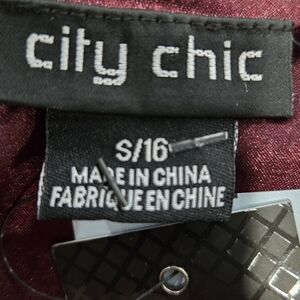 city chic
S/16
MADE IN CHINA
FABRIQUE EN CHINE